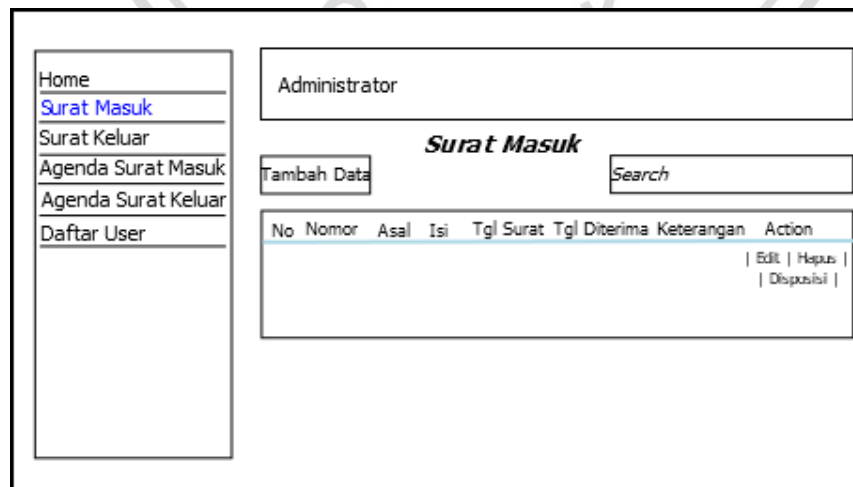 Home
Surat Masuk
Surat Keluar
Agenda Surat Masuk
Agenda Surat Keluar
Daftar User
Administrator
Surat Masuk
Tambah Data
Search
No Nomor Asal Isi Tgl Surat Tgl Diterima Keterangan Action
| Edit | Hapus |
| Disposisi |